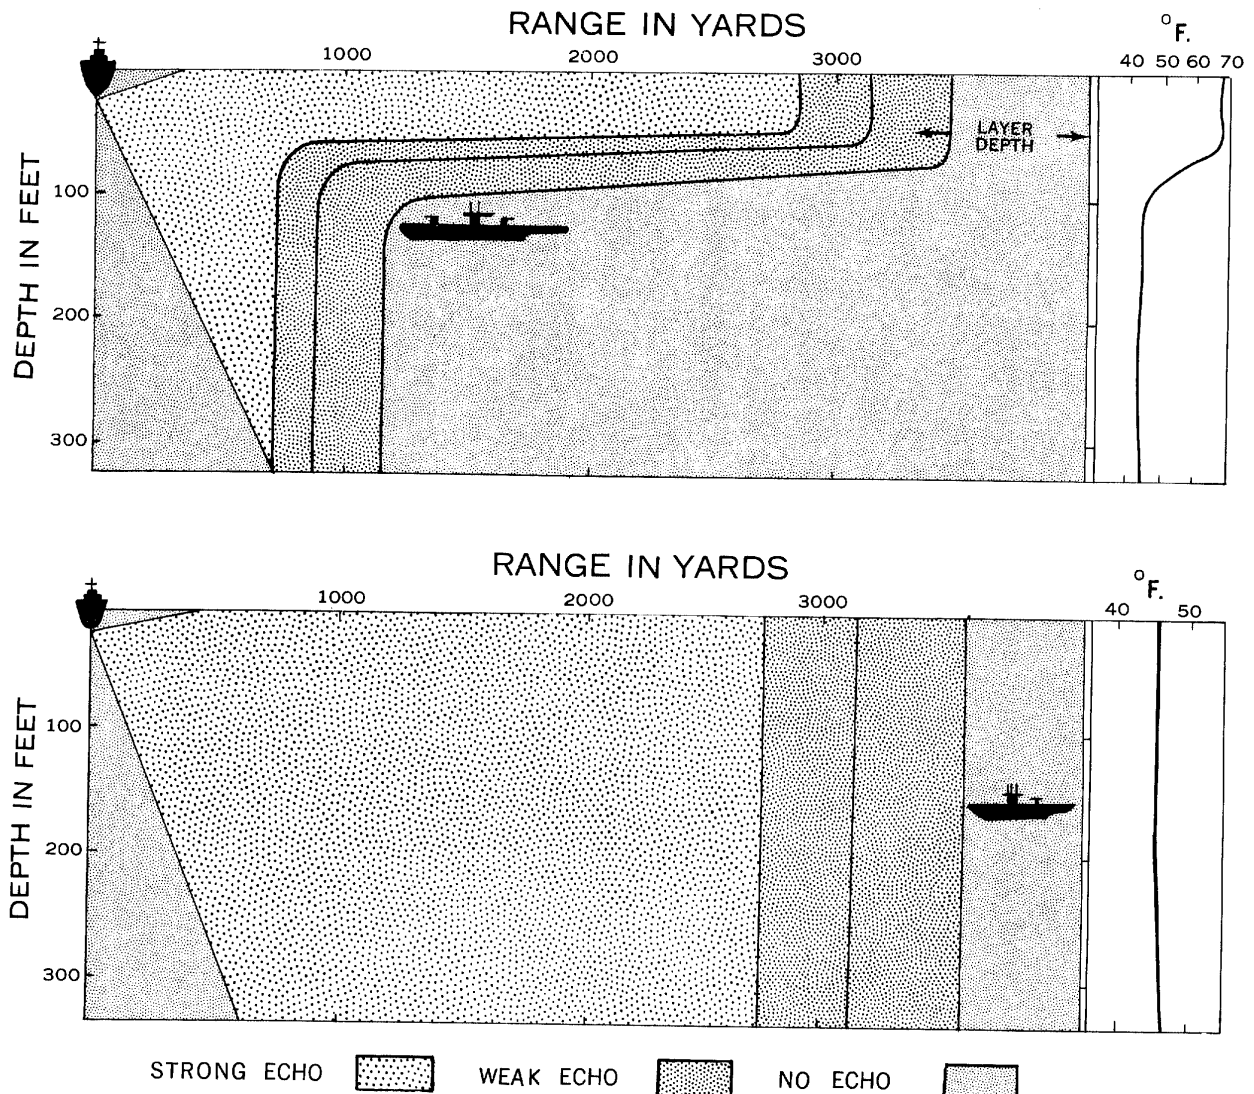 RANGE IN YARDS
°F.
1000 2000 3000
40 50 60 70
LAYER
DEPTH
DEPTH IN FEET
100
200
300
RANGE IN YARDS
°F.
1000 2000 3000
40 50
DEPTH IN FEET
100
200
300
STRONG ECHO WEAK ECHO NO ECHO